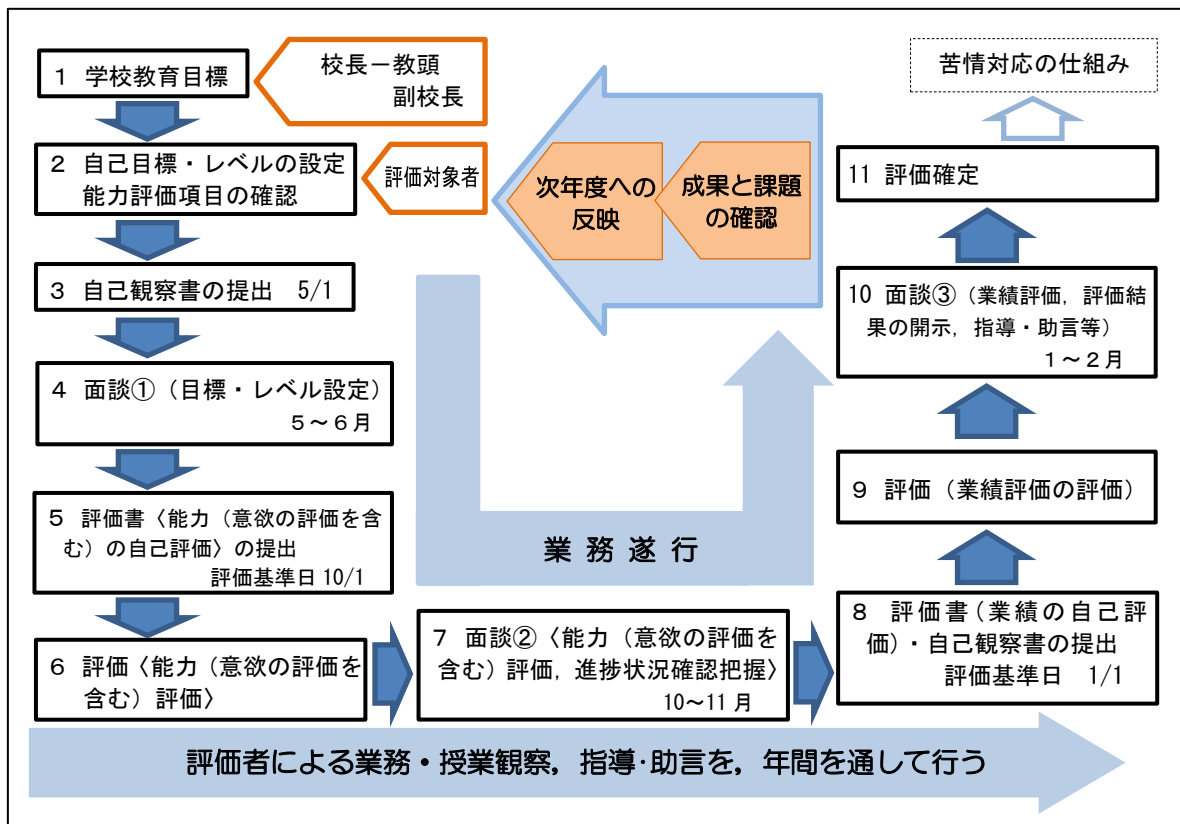 1 学校教育目標
校長－教頭
副校長
2 自己目標・レベルの設定
能力評価項目の確認
評価対象者
3 自己観察書の提出 5/1
4 面談①（目標・レベル設定）
5～6月
5 評価書〈能力（意欲の評価を含
む）の自己評価〉の提出
評価基準日 10/1
6 評価〈能力（意欲の評価を
含む）評価〉
7 面談②〈能力（意欲の評価を
含む）評価，進捗状況確認把握〉
10～11月
8 評価書（業績の自己評
価）・自己観察書の提出
評価基準日 1/1
9 評価（業績評価の評価）
10 面談③（業績評価，評価結
果の開示，指導・助言等）
1～2月
11 評価確定
苦情対応の仕組み
次年度への
反映
成果と課題
の確認
業務遂行
評価者による業務・授業観察，指導・助言を，年間を通して行う